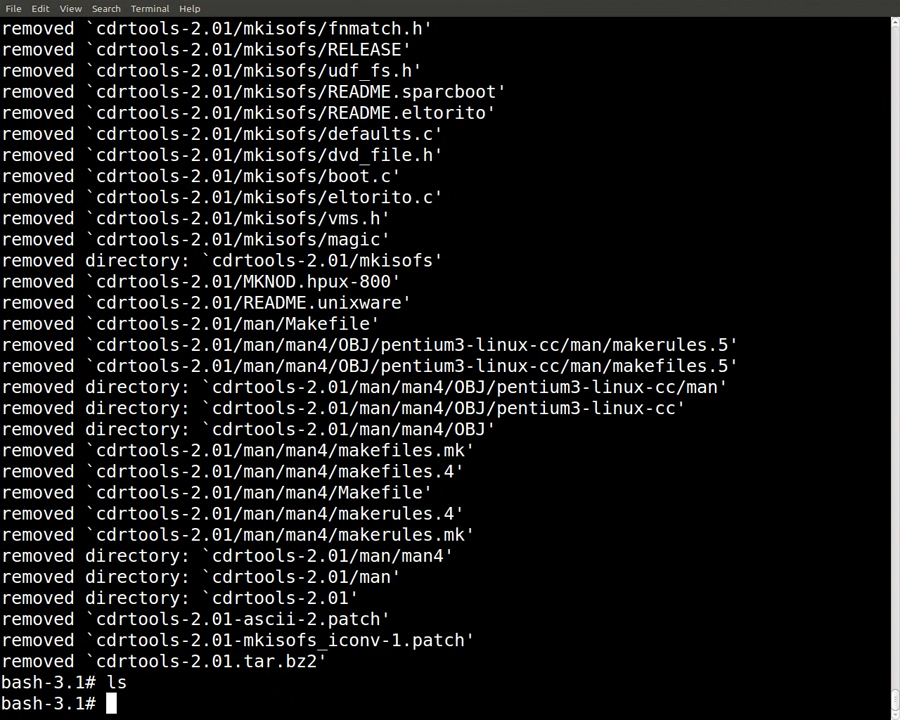 File Edit View Search Terminal Help
removed `cdrtools-2.01/mkisofs/fnmatch.h'
removed `cdrtools-2.01/mkisofs/RELEASE'
removed `cdrtools-2.01/mkisofs/udf_fs.h'
removed `cdrtools-2.01/mkisofs/README.sparcboot'
removed `cdrtools-2.01/mkisofs/README.eltorito'
removed `cdrtools-2.01/mkisofs/defaults.c'
removed `cdrtools-2.01/mkisofs/dvd_file.h'
removed `cdrtools-2.01/mkisofs/boot.c'
removed `cdrtools-2.01/mkisofs/eltorito.c'
removed `cdrtools-2.01/mkisofs/vms.h'
removed `cdrtools-2.01/mkisofs/magic'
removed directory: `cdrtools-2.01/mkisofs'
removed `cdrtools-2.01/MKNOD.hpux-800'
removed `cdrtools-2.01/README.unixware'
removed `cdrtools-2.01/man/Makefile'
removed `cdrtools-2.01/man/man4/OBJ/pentium3-linux-cc/man/makerules.5'
removed `cdrtools-2.01/man/man4/OBJ/pentium3-linux-cc/man/makefiles.5'
removed directory: `cdrtools-2.01/man/man4/OBJ/pentium3-linux-cc/man'
removed directory: `cdrtools-2.01/man/man4/OBJ/pentium3-linux-cc'
removed directory: `cdrtools-2.01/man/man4/OBJ'
removed `cdrtools-2.01/man/man4/makefiles.mk'
removed `cdrtools-2.01/man/man4/makefiles.4'
removed `cdrtools-2.01/man/man4/Makefile'
removed `cdrtools-2.01/man/man4/makerules.4'
removed `cdrtools-2.01/man/man4/makerules.mk'
removed directory: `cdrtools-2.01/man/man4'
removed directory: `cdrtools-2.01/man'
removed directory: `cdrtools-2.01'
removed `cdrtools-2.01-ascii-2.patch'
removed `cdrtools-2.01-mkisofs_iconv-1.patch'
removed `cdrtools-2.01.tar.bz2'
bash-3.1# ls
bash-3.1#